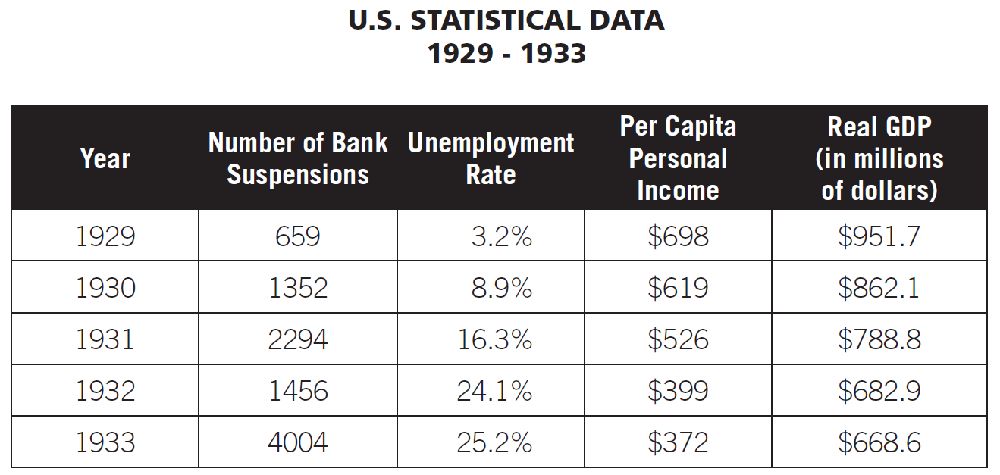 U.S. STATISTICAL DATA
1929 - 1933
Year
Number of Bank
Suspensions
Unemployment
Rate
Per Capita
Personal
Income
Real GDP
(in millions
of dollars)
1929 659 3.2% $698 $951.7
1930 1352 8.9% $619 $862.1
1931 2294 16.3% $526 $788.8
1932 1456 24.1% $399 $682.9
1933 4004 25.2% $372 $668.6